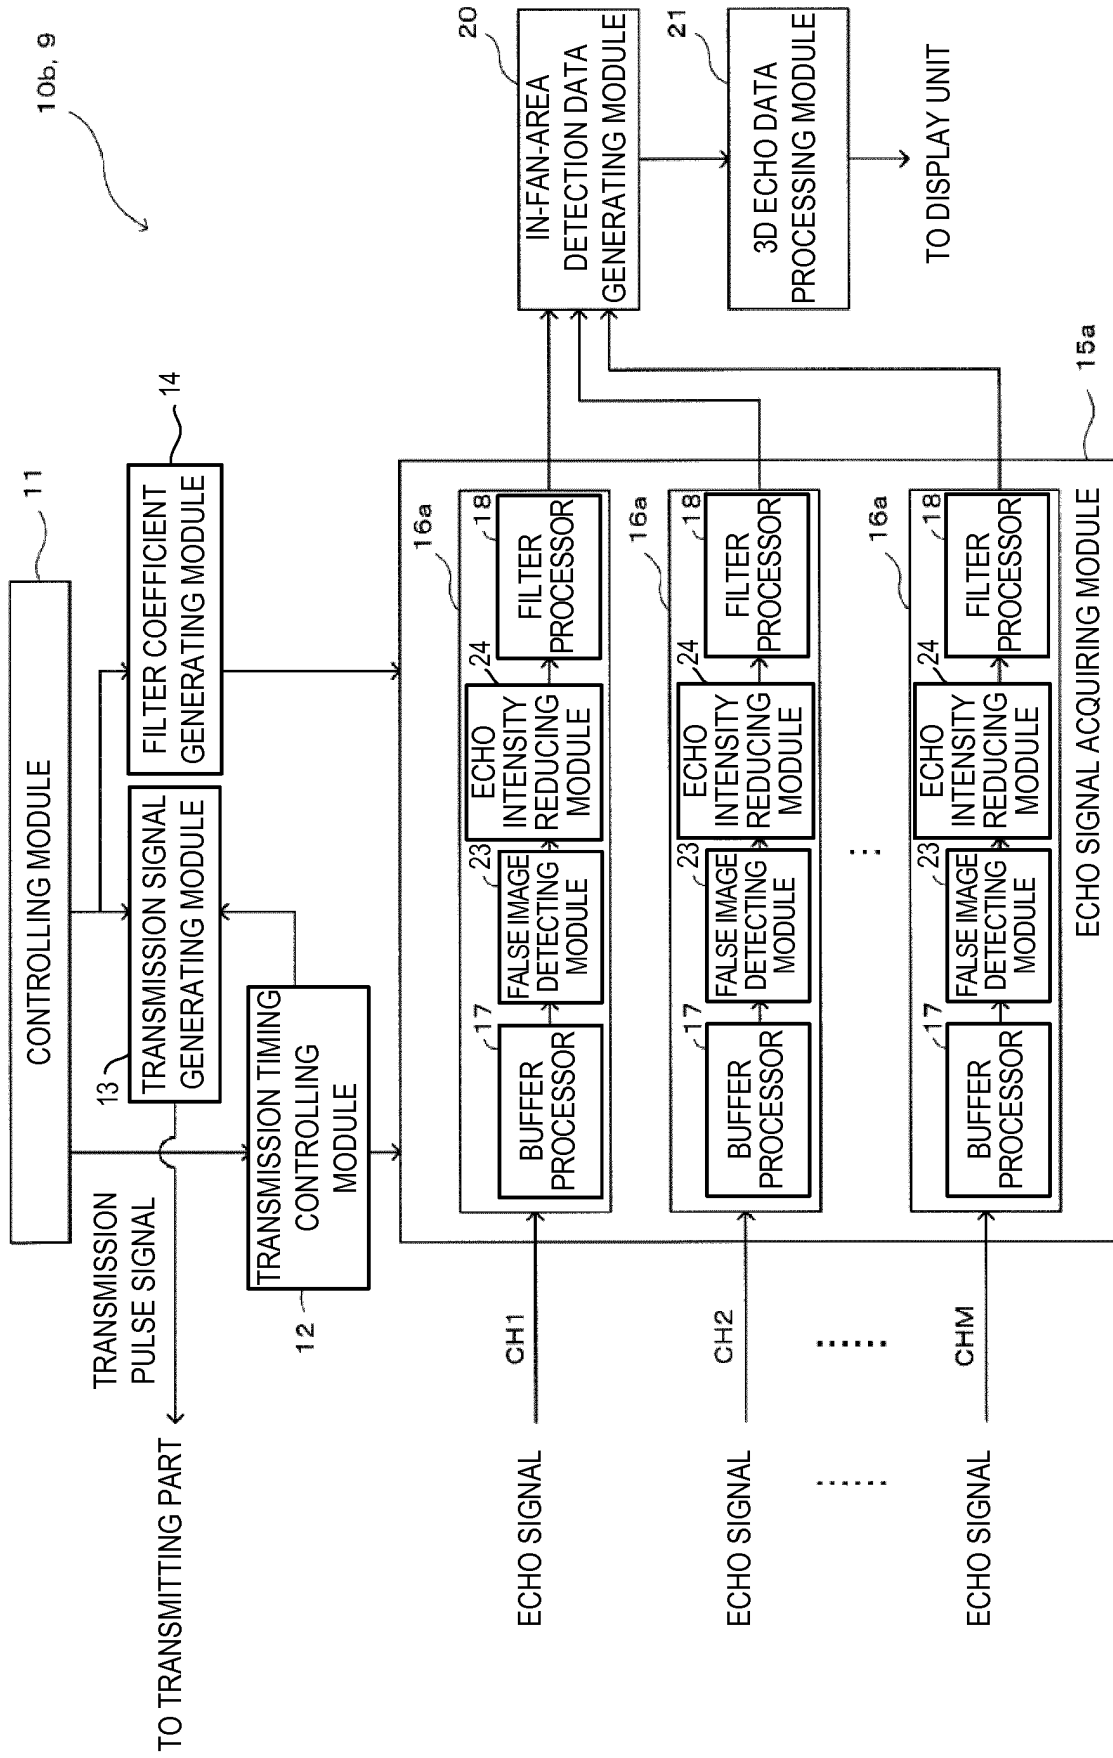 10b, 9
CONTROLLING MODULE
11
TRANSMISSION
PULSE SIGNAL
TO TRANSMITTING PART
13
TRANSMISSION SIGNAL
GENERATING MODULE
FILTER COEFFICIENT
GENERATING MODULE
14
12
TRANSMISSION TIMING
CONTROLLING
MODULE
ECHO SIGNAL
CH1
16a
17
BUFFER
PROCESSOR
23
FALSE IMAGE
DETECTING
MODULE
24
ECHO
INTENSITY
REDUCING
MODULE
18
FILTER
PROCESSOR
20
IN-FAN-AREA
DETECTION DATA
GENERATING MODULE
ECHO SIGNAL
CH2
16a
17
BUFFER
PROCESSOR
23
FALSE IMAGE
DETECTING
MODULE
24
ECHO
INTENSITY
REDUCING
MODULE
18
FILTER
PROCESSOR
21
3D ECHO DATA
PROCESSING MODULE
TO DISPLAY UNIT
......
......
...
ECHO SIGNAL
CHM
16a
17
BUFFER
PROCESSOR
23
FALSE IMAGE
DETECTING
MODULE
24
ECHO
INTENSITY
REDUCING
MODULE
18
FILTER
PROCESSOR
ECHO SIGNAL ACQUIRING MODULE
15a